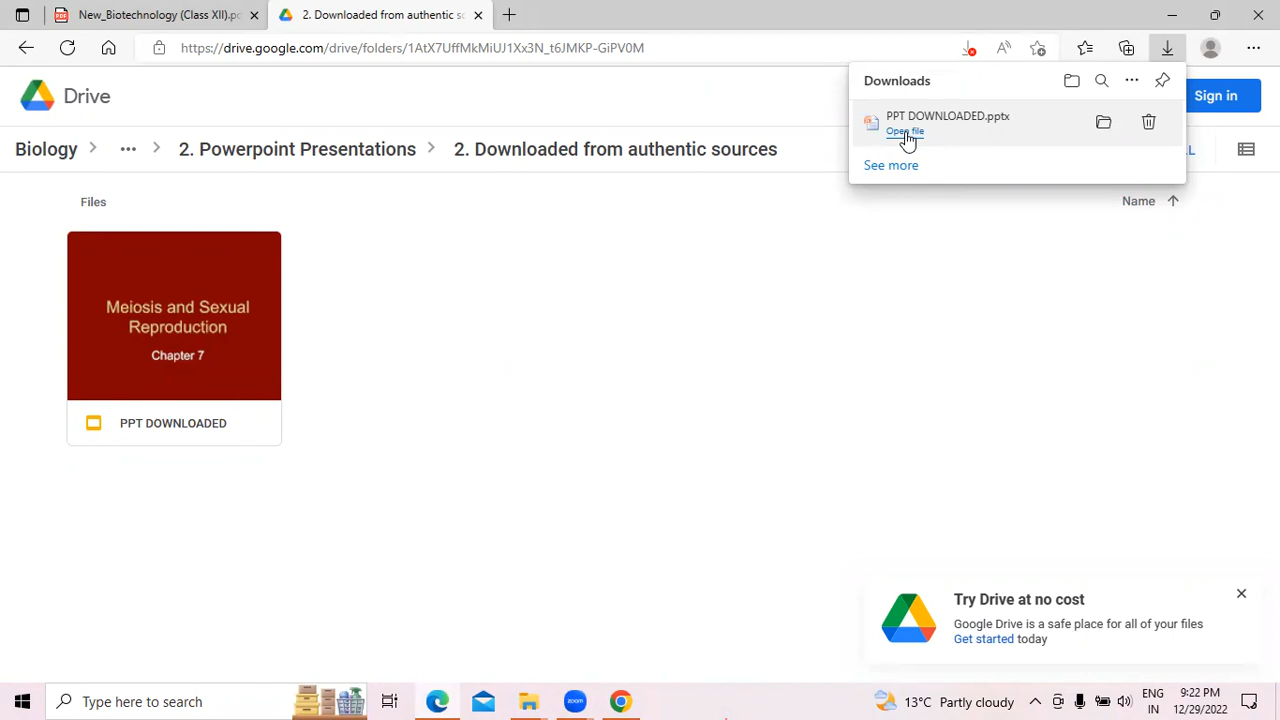 New_Biotechnology (Class XII).pd
2. Downloaded from authentic so
https://drive.google.com/drive/folders/1AtX7UffMkMiUJ1Xx3N_t6JMKP-GiPV0M
Drive
Downloads
Sign in
PPT DOWNLOADED.pptx
Open file
See more
Biology
2. Powerpoint Presentations
2. Downloaded from authentic sources
Files
Name
Meiosis and Sexual
Reproduction
Chapter 7
PPT DOWNLOADED
Try Drive at no cost
Google Drive is a safe place for all of your files
Get started today
Type here to search
zoom
13°C Partly cloudy
ENG
IN
9:22 PM
12/29/2022